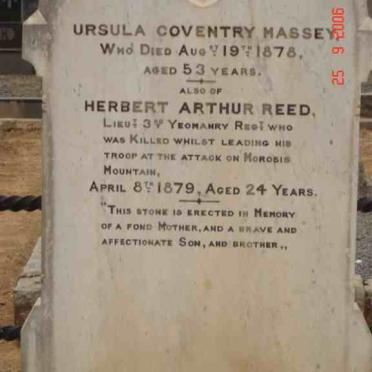 URSULA COVENTRY MASSEY,
WHO DIED AUGST 19TH 1878,
AGED 53 YEARS.
ALSO OF
HERBERT ARTHUR REED,
LIEUT 3RD YEOMANRY REGT WHO
WAS KILLED WHILST LEADING HIS
TROOP AT THE ATTACK ON MOROSIS
MOUNTAIN,
APRIL 8TH 1879, AGED 24 YEARS.
"THIS STONE IS ERECTED IN MEMORY
OF A FOND MOTHER, AND A BRAVE AND
AFFECTIONATE SON, AND BROTHER,,
25 9 2006